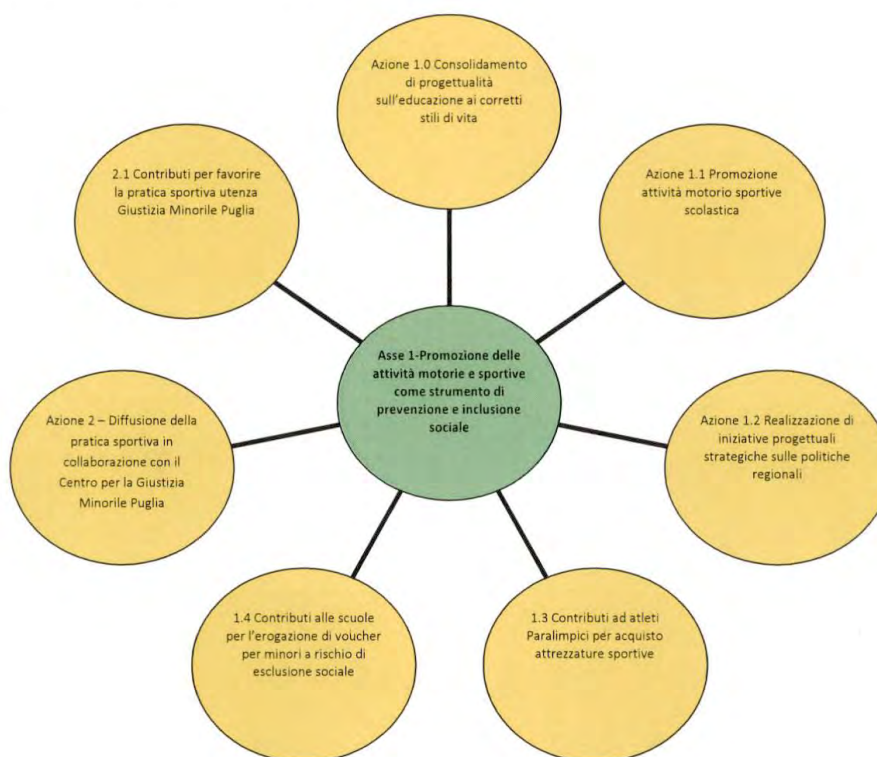 Azione 1.0 Consolidamento
di progettualità
sull'educazione ai corretti
stili di vita
Azione 1.1 Promozione
attività motorio sportive
scolastica
Azione 1.2 Realizzazione di
iniziative progettuali
strategiche sulle politiche
regionali
1.3 Contributi ad atleti
Paralimpici per acquisto
attrezzature sportive
1.4 Contributi alle scuole
per l'erogazione di voucher
per minori a rischio di
esclusione sociale
Azione 2 – Diffusione della
pratica sportiva in
collaborazione con il
Centro per la Giustizia
Minorile Puglia
2.1 Contributi per favorire
la pratica sportiva utenza
Giustizia Minorile Puglia
Asse 1-Promozione delle
attività motorie e sportive
come strumento di
prevenzione e inclusione
sociale